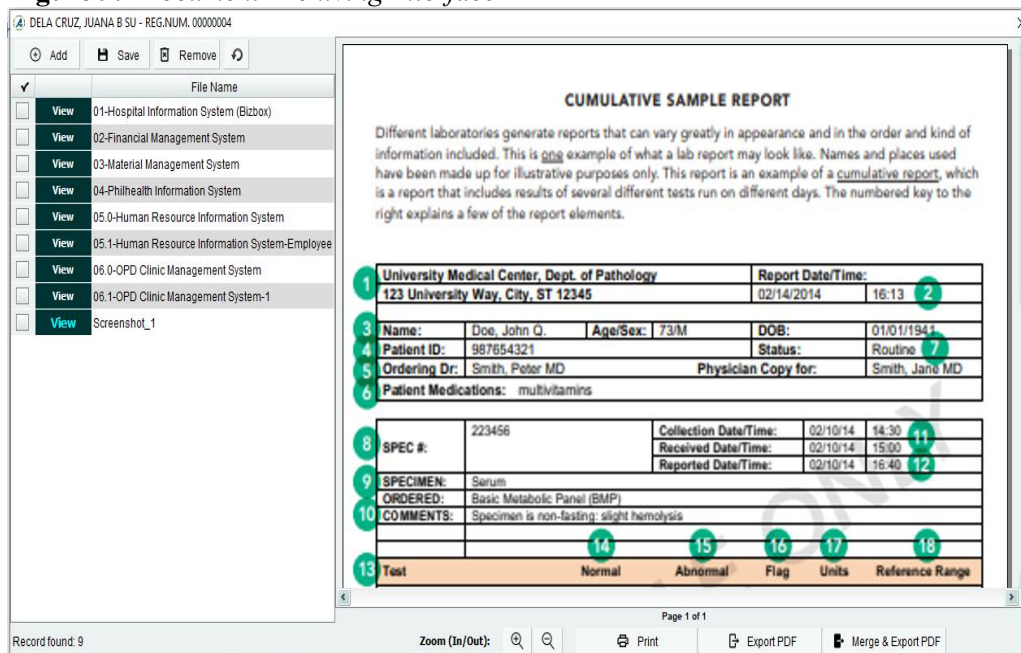 DELA CRUZ, JUANA B SU - REG.NUM. 00000004
Add Save Remove
File Name
View 01-Hospital Information System (Bizbox)
View 02-Financial Management System
View 03-Material Management System
View 04-Philhealth Information System
View 05.0-Human Resource Information System
View 05.1-Human Resource Information System-Employee
View 06.0-OPD Clinic Management System
View 06.1-OPD Clinic Management System-1
View Screenshot_1
Record found: 9
CUMULATIVE SAMPLE REPORT
Different laboratories generate reports that can vary greatly in appearance and in the order and kind of
information included. This is one example of what a lab report may look like. Names and places used
have been made up for illustrative purposes only. This report is an example of a cumulative report, which
is a report that includes results of several different tests run on different days. The numbered key to the
right explains a few of the report elements.
1 University Medical Center, Dept. of Pathology Report Date/Time:
123 University Way, City, ST 12345 02/14/2014 16:13 2
3 Name: Doe, John Q. Age/Sex: 73/M DOB: 01/01/1941
4 Patient ID: 987654321 Status: Routine 7
5 Ordering Dr: Smith, Peter MD Physician Copy for: Smith, Jane MD
6 Patient Medications: multivitamins
8 SPEC #: 223456 Collection Date/Time: 02/10/14 14:30 11
Received Date/Time: 02/10/14 15:00
Reported Date/Time: 02/10/14 16:40 12
9 SPECIMEN: Serum
ORDERED: Basic Metabolic Panel (BMP)
10 COMMENTS: Specimen is non-fasting; slight hemolysis
14 15 16 17 18
13 Test Normal Abnormal Flag Units Reference Range
ONLY
Page 1 of 1
Zoom (In/Out): Print Export PDF Merge & Export PDF